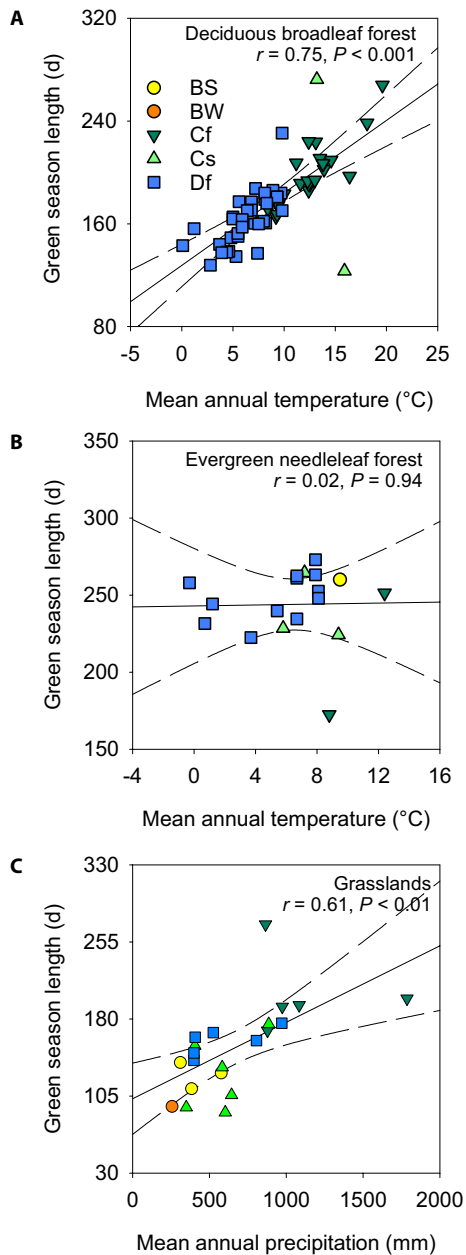 A
Deciduous broadleaf forest
r = 0.75, P < 0.001
BS
BW
Cf
Cs
Df
Green season length (d)
320
240
160
80
-5 0 5 10 15 20 25
Mean annual temperature (°C)
B
Evergreen needleleaf forest
r = 0.02, P = 0.94
Green season length (d)
350
300
250
200
150
-4 0 4 8 12 16
Mean annual temperature (°C)
C
Grasslands
r = 0.61, P < 0.01
Green season length (d)
330
255
180
105
30
0 500 1000 1500 2000
Mean annual precipitation (mm)